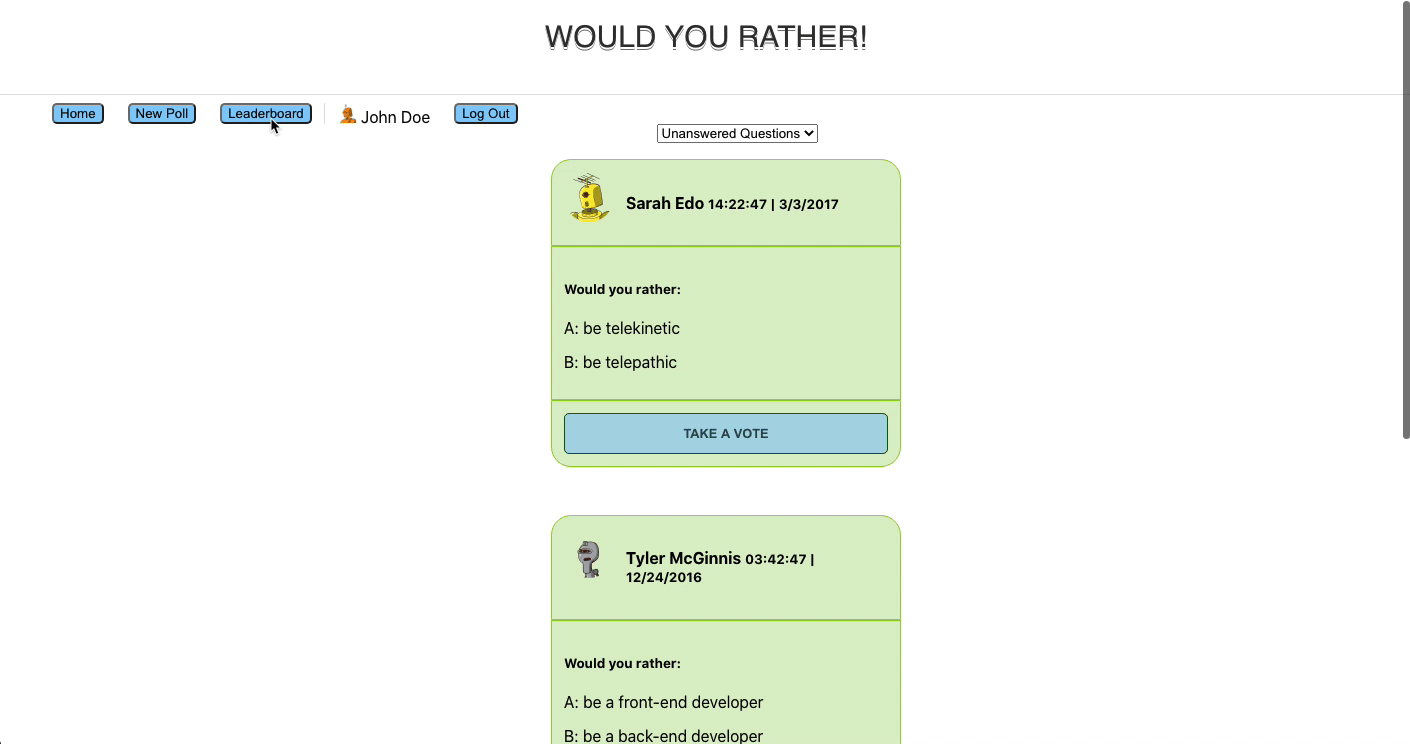 WOULD YOU RATHER!
Home New Poll Leaderboard John Doe Log Out
Unanswered Questions
Sarah Edo 14:22:47 | 3/3/2017
Would you rather:
A: be telekinetic
B: be telepathic
TAKE A VOTE
Tyler McGinnis 03:42:47 |
12/24/2016
Would you rather:
A: be a front-end developer
B: be a back-end developer